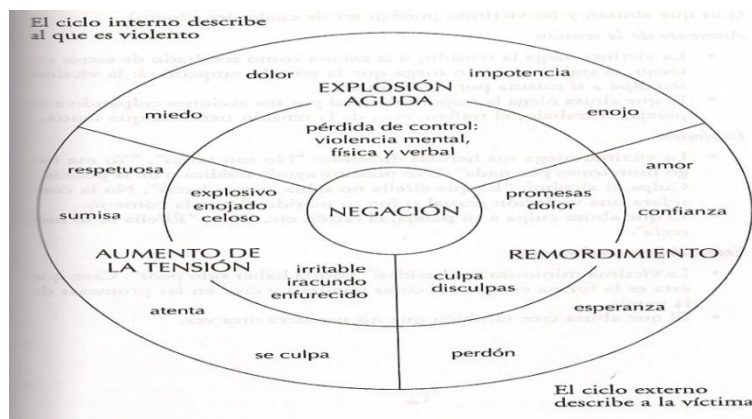 El ciclo interno describe
al que es violento
dolor
impotencia
EXPLOSIÓN
AGUDA
miedo
enojo
pérdida de control:
violencia mental,
física y verbal
respetuosa
amor
explosivo
enojado
celoso
promesas
dolor
sumisa
NEGACIÓN
confianza
AUMENTO DE
LA TENSIÓN
REMORDIMIENTO
irritable
iracundo
enfurecido
culpa
disculpas
atenta
esperanza
se culpa
perdón
El ciclo externo
describe a la víctima